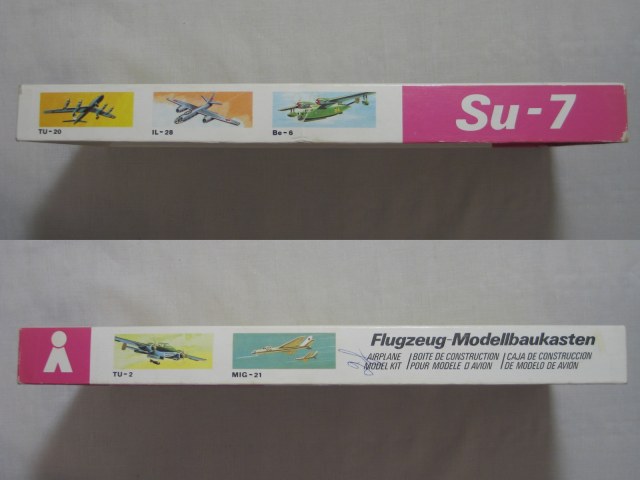 TU-20
IL-28
Be-6
Su-7
TU-2
MIG-21
Flugzeug-Modellbaukasten
AIRPLANE
MODEL KIT
BOITE DE CONSTRUCTION
POUR MODELE D'AVION
CAJA DE CONSTRUCCION
DE MODELO DE AVION